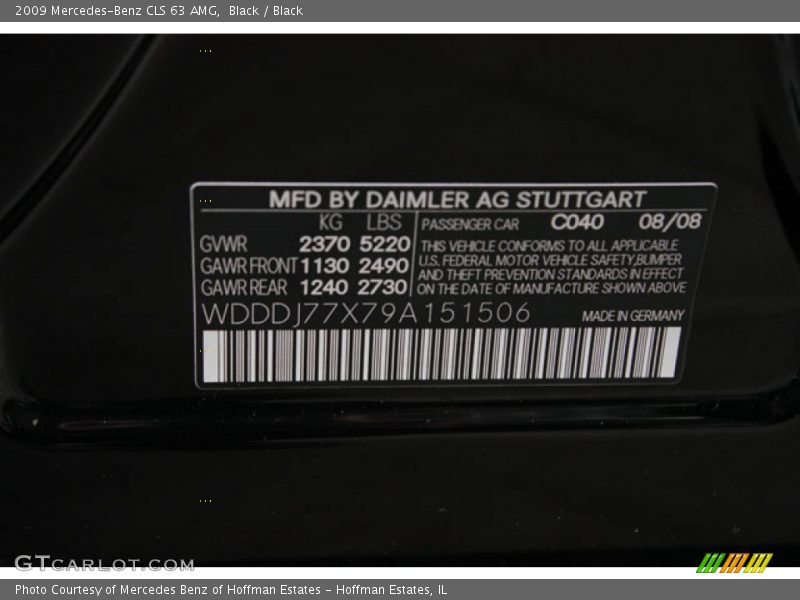 2009 Mercedes-Benz CLS 63 AMG, Black / Black
MFD BY DAIMLER AG STUTTGART
KG LBS PASSENGER CAR C040 08/08
GVWR 2370 5220 THIS VEHICLE CONFORMS TO ALL APPLICABLE
GAWR FRONT 1130 2490 U.S. FEDERAL MOTOR VEHICLE SAFETY,BUMPER
AND THEFT PREVENTION STANDARDS IN EFFECT
GAWR REAR 1240 2730 ON THE DATE OF MANUFACTURE SHOWN ABOVE
WDDDJ77X79A151506 MADE IN GERMANY
GTCARLOT.COM
Photo Courtesy of Mercedes Benz of Hoffman Estates - Hoffman Estates, IL